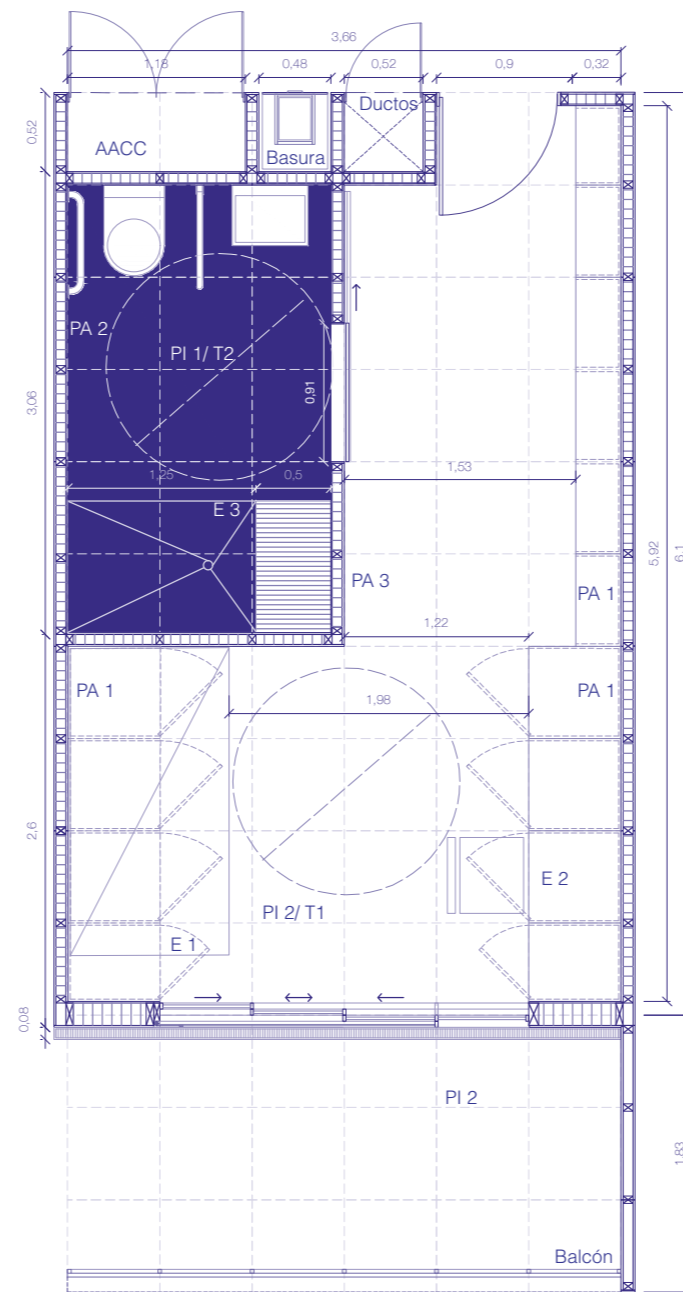 3,66
1,18
0,48
0,52
0,9
0,32
0,52
AACC
Basura
Ductos
PA 2
PI 1/ T2
0,91
3,06
1,25
0,5
1,53
E 3
5,92
PA 3
PA 1
1,22
PA 1
PA 1
1,98
2,6
E 2
PI 2/ T1
E 1
0,08
PI 2
1,83
Balcón